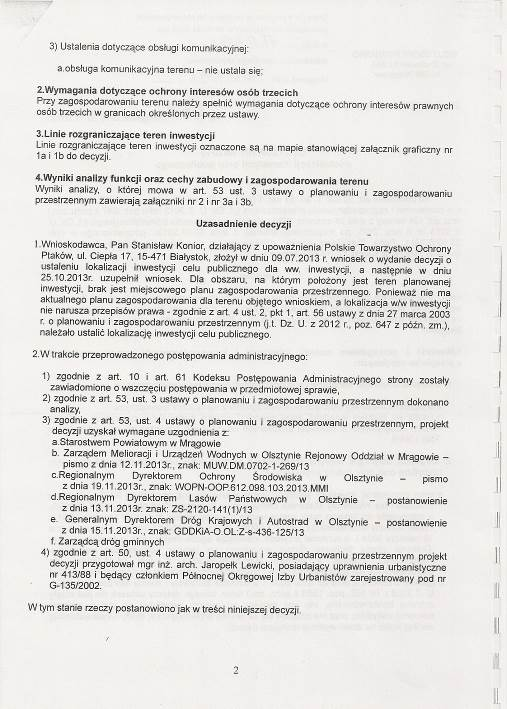 3) Ustalenia dotyczące obsługi komunikacyjnej:
a.obsługa komunikacyjna terenu – nie ustala się;
2.Wymagania dotyczące ochrony interesów osób trzecich
Przy zagospodarowaniu terenu należy spełnić wymagania dotyczące ochrony interesów prawnych
osób trzecich w granicach określonych przez ustawy.
3.Linie rozgraniczające teren inwestycji
Linie rozgraniczające teren inwestycji oznaczone są na mapie stanowiącej załącznik graficzny nr
1a i 1b do decyzji.
4.Wyniki analizy funkcji oraz cechy zabudowy i zagospodarowania terenu
Wyniki analizy, o której mowa w art. 53 ust. 3 ustawy o planowaniu i zagospodarowaniu
przestrzennym zawierają załączniki nr 2 i nr 3a i 3b.
Uzasadnienie decyzji
1.Wnioskodawca, Pan Stanisław Konior, działający z upoważnienia Polskie Towarzystwo Ochrony
Ptaków, ul. Ciepła 17, 15-471 Białystok, złożył w dniu 09.07.2013 r. wniosek o wydanie decyzji o
ustaleniu lokalizacji inwestycji celu publicznego dla ww. inwestycji, a następnie w dniu
25.10.2013r. uzupełnił wniosek. Dla obszaru, na którym położony jest teren planowanej
inwestycji, brak jest miejscowego planu zagospodarowania przestrzennego. Ponieważ nie ma
aktualnego planu zagospodarowania dla terenu objętego wnioskiem, a lokalizacja w/w inwestycji
nie narusza przepisów prawa - zgodnie z art. 4 ust. 2, pkt 1, art. 56 ustawy z dnia 27 marca 2003
r. o planowaniu i zagospodarowaniu przestrzennym (j.t. Dz. U. z 2012 r., poz. 647 z późn. zm.),
należało ustalić lokalizację inwestycji celu publicznego.
2.W trakcie przeprowadzonego postępowania administracyjnego:
1) zgodnie z art. 10 i art. 61 Kodeksu Postępowania Administracyjnego strony zostały
zawiadomione o wszczęciu postępowania w przedmiotowej sprawie,
2) zgodnie z art. 53, ust. 3 ustawy o planowaniu i zagospodarowaniu przestrzennym dokonano
analizy,
3) zgodnie z art. 53, ust. 4 ustawy o planowaniu i zagospodarowaniu przestrzennym, projekt
decyzji uzyskał wymagane uzgodnienia z:
a.Starostwem Powiatowym w Mrągowie
b. Zarządem Melioracji i Urządzeń Wodnych w Olsztynie Rejonowy Oddział w Mrągowie –
pismo z dnia 12.11.2013r., znak: MUW.DM.0702-1-269/13
c.Regionalnym Dyrektorem Ochrony Środowiska w Olsztynie – pismo
z dnia 19.11.2013r., znak: WOPN-OOP.612.098.103.2013.MMI
d.Regionalnym Dyrektorem Lasów Państwowych w Olsztynie – postanowienie
z dnia 13.11.2013r. znak: ZS-2120-141(1)/13
e. Generalnym Dyrektorem Dróg Krajowych i Autostrad w Olsztynie – postanowienie
z dnia 15.11.2013r., znak: GDDKiA-O.OL:Z-s-436-125/13
f. Zarządcą dróg gminnych
4) zgodnie z art. 50, ust. 4 ustawy o planowaniu i zagospodarowaniu przestrzennym projekt
decyzji przygotował mgr inż. arch. Jaropełk Lewicki, posiadający uprawnienia urbanistyczne
nr 413/88 i będący członkiem Północnej Okręgowej Izby Urbanistów zarejestrowany pod nr
G-135/2002.
W tym stanie rzeczy postanowiono jak w treści niniejszej decyzji.
2